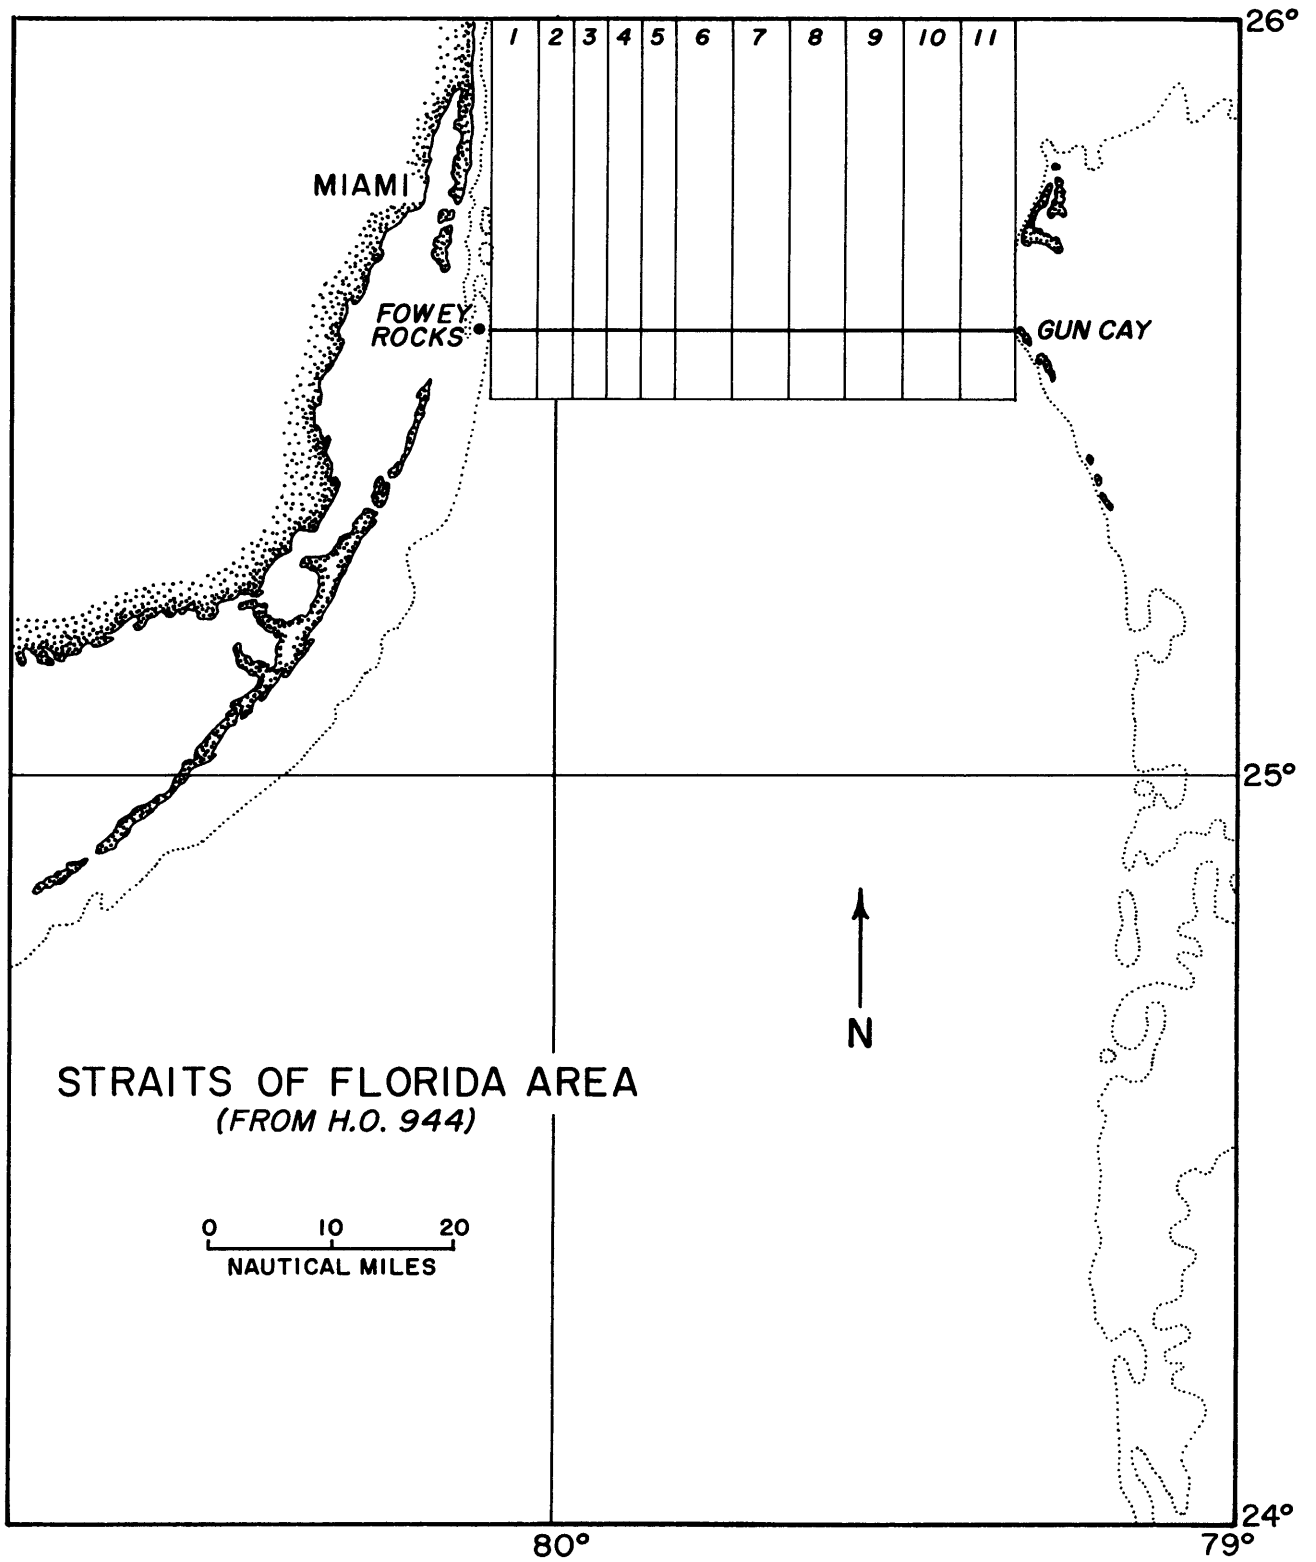 26°
1 2 3 4 5 6 7 8 9 10 11
MIAMI
FOWEY
ROCKS
GUN CAY
25°
N
STRAITS OF FLORIDA AREA
(FROM H.O. 944)
0 10 20
NAUTICAL MILES
24°
80° 79°